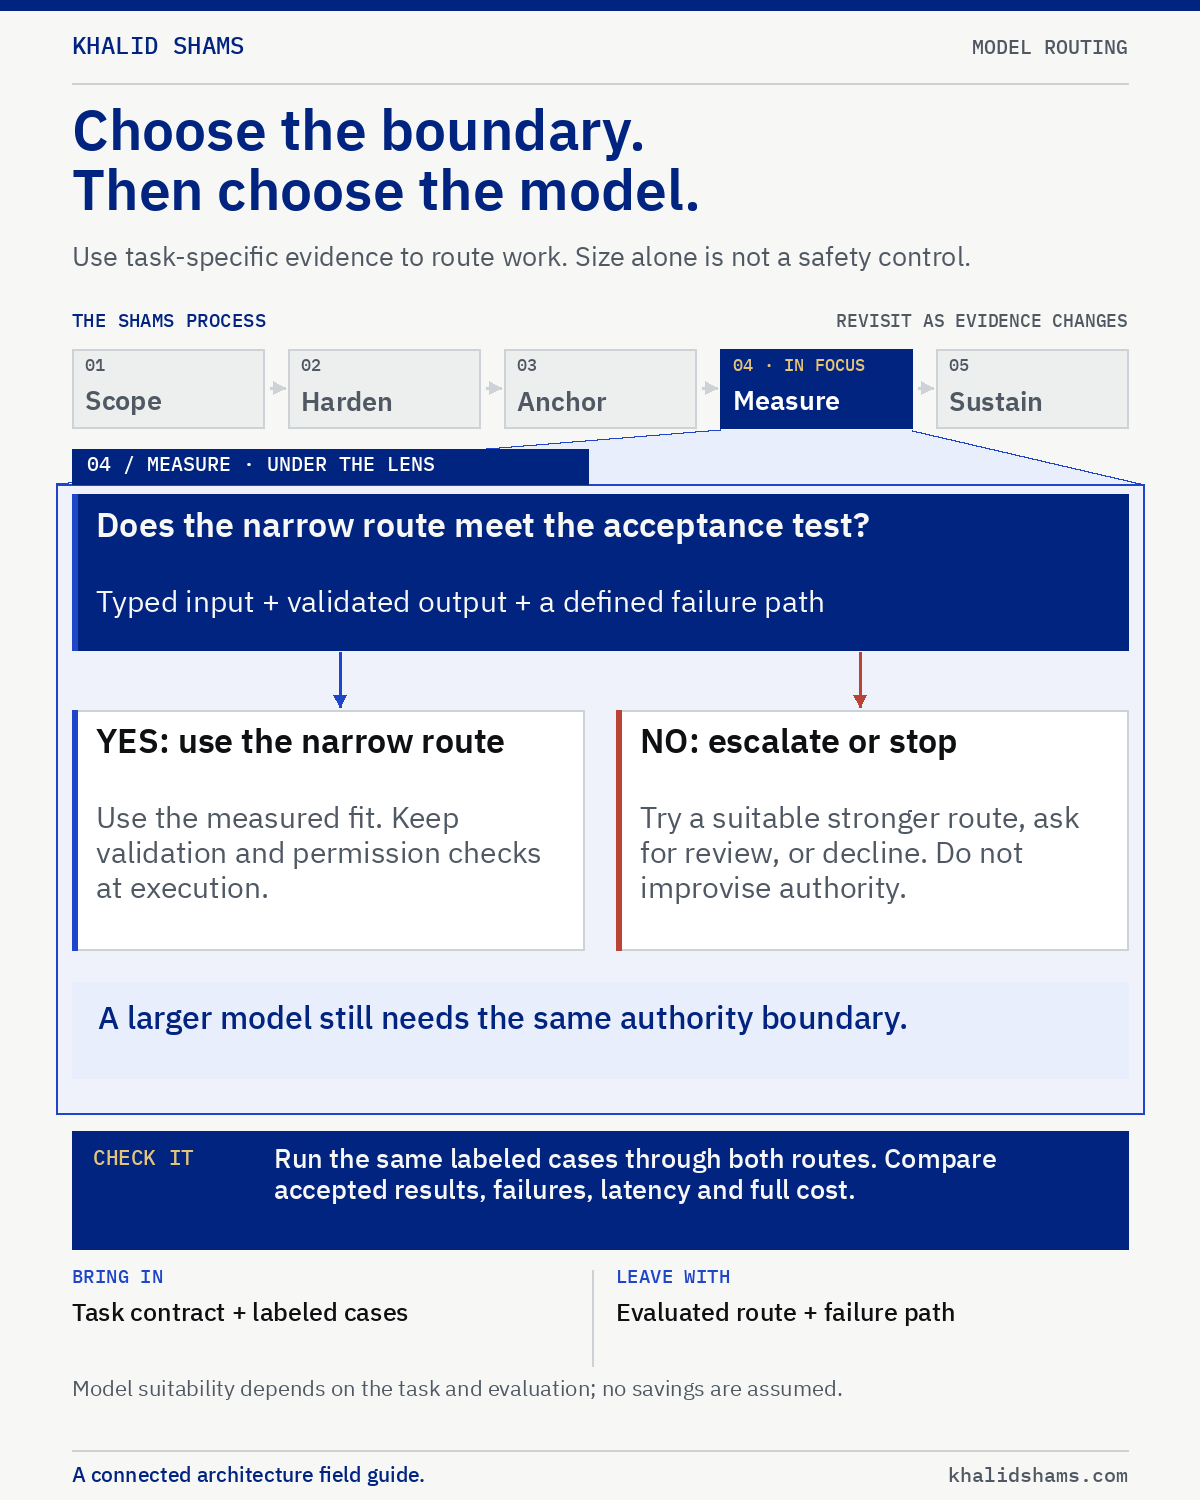 KHALID SHAMS
MODEL ROUTING
Choose the boundary.
Then choose the model.
Use task-specific evidence to route work. Size alone is not a safety control.
THE SHAMS PROCESS
REVISIT AS EVIDENCE CHANGES
01
Scope
02
Harden
03
Anchor
04 · IN FOCUS
Measure
05
Sustain
04 / MEASURE · UNDER THE LENS
Does the narrow route meet the acceptance test?
Typed input + validated output + a defined failure path
YES: use the narrow route
Use the measured fit. Keep
validation and permission checks
at execution.
NO: escalate or stop
Try a suitable stronger route, ask
for review, or decline. Do not
improvise authority.
A larger model still needs the same authority boundary.
CHECK IT
Run the same labeled cases through both routes. Compare
accepted results, failures, latency and full cost.
BRING IN
Task contract + labeled cases
LEAVE WITH
Evaluated route + failure path
Model suitability depends on the task and evaluation; no savings are assumed.
A connected architecture field guide.
khalidshams.com